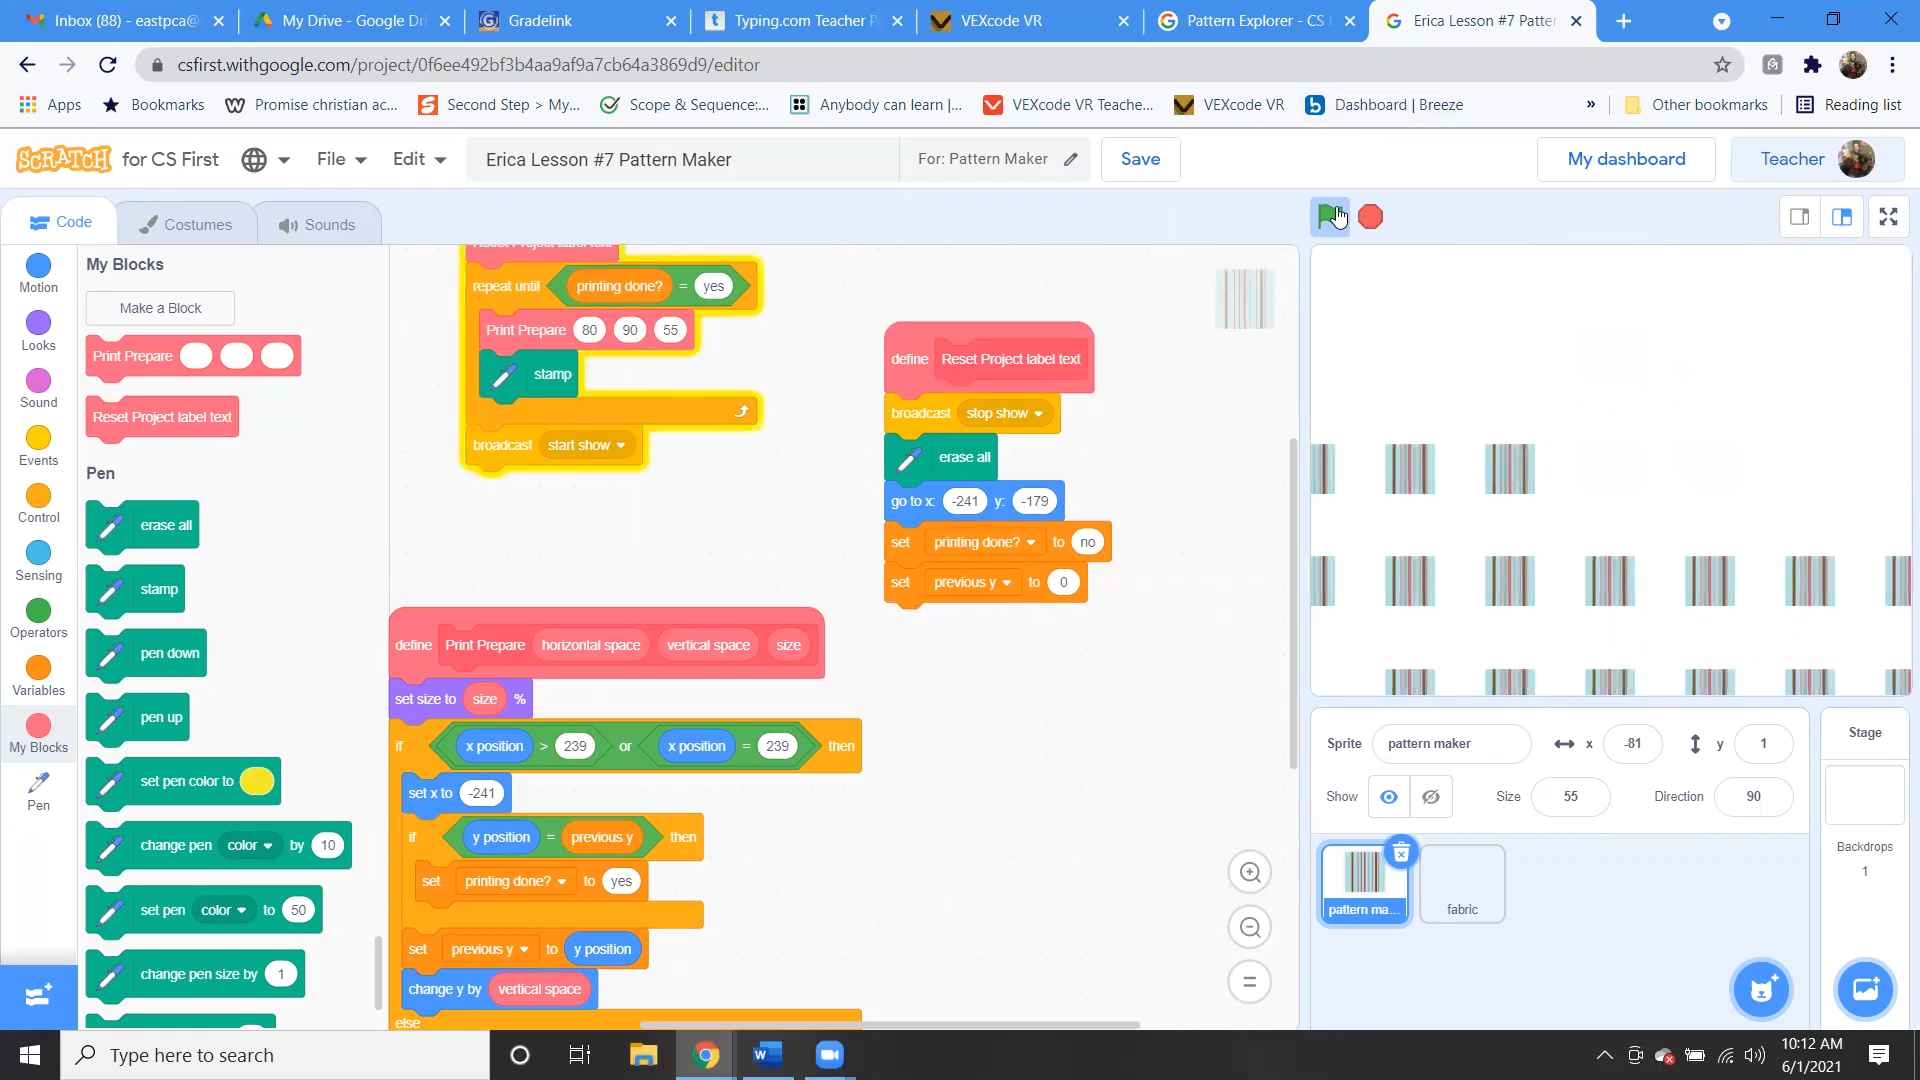 Inbox (88) - eastpca@
My Drive - Google Dri
Gradelink
Typing.com Teacher P
VEXcode VR
Pattern Explorer - CS F
Erica Lesson #7 Patter
csfirst.withgoogle.com/project/0f6ee492bf3b4aa9af9a7cb64a3869d9/editor
Apps
Bookmarks
Promise christian ac...
Second Step > My...
Scope & Sequence:...
Anybody can learn |...
VEXcode VR Teache...
VEXcode VR
Dashboard | Breeze
»
Other bookmarks
Reading list
SCRATCH for CS First
File
Edit
Erica Lesson #7 Pattern Maker
For: Pattern Maker
Save
My dashboard
Teacher
Code
Costumes
Sounds
Motion
Looks
Sound
Events
Control
Sensing
Operators
Variables
My Blocks
Pen
My Blocks
Make a Block
Print Prepare
Reset Project label text
Pen
erase all
stamp
pen down
pen up
set pen color to
change pen color by 10
set pen color to 50
change pen size by 1
repeat until printing done? = yes
Print Prepare 80 90 55
stamp
broadcast start show
define Reset Project label text
broadcast stop show
erase all
go to x: -241 y: -179
set printing done? to no
set previous y to 0
define Print Prepare horizontal space vertical space size
set size to size %
if x position > 239 or x position = 239 then
set x to -241
if y position = previous y then
set printing done? to yes
set previous y to y position
change y by vertical space
else
Sprite pattern maker x -81 y 1
Show Size 55 Direction 90
pattern ma...
fabric
Stage
Backdrops
1
Type here to search
10:12 AM
6/1/2021